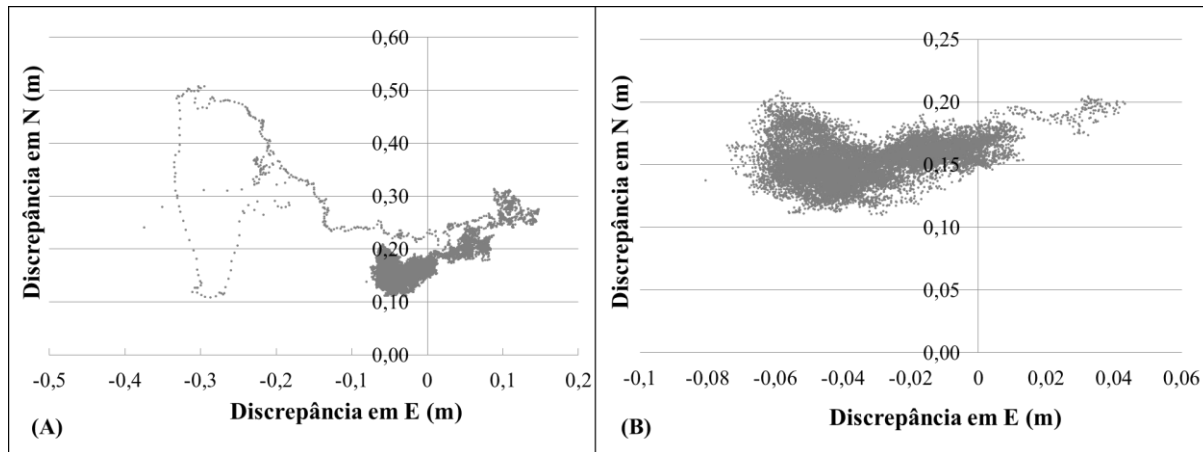 0,60
0,50
0,40
0,30
0,20
0,10
0,00
-0,5 -0,4 -0,3 -0,2 -0,1 0 0,1 0,2
Discrepância em N (m)
Discrepância em E (m)
(A)
0,25
0,20
0,15
0,10
0,05
0,00
-0,1 -0,08 -0,06 -0,04 -0,02 0 0,02 0,04 0,06
Discrepância em N (m)
Discrepância em E (m)
(B)